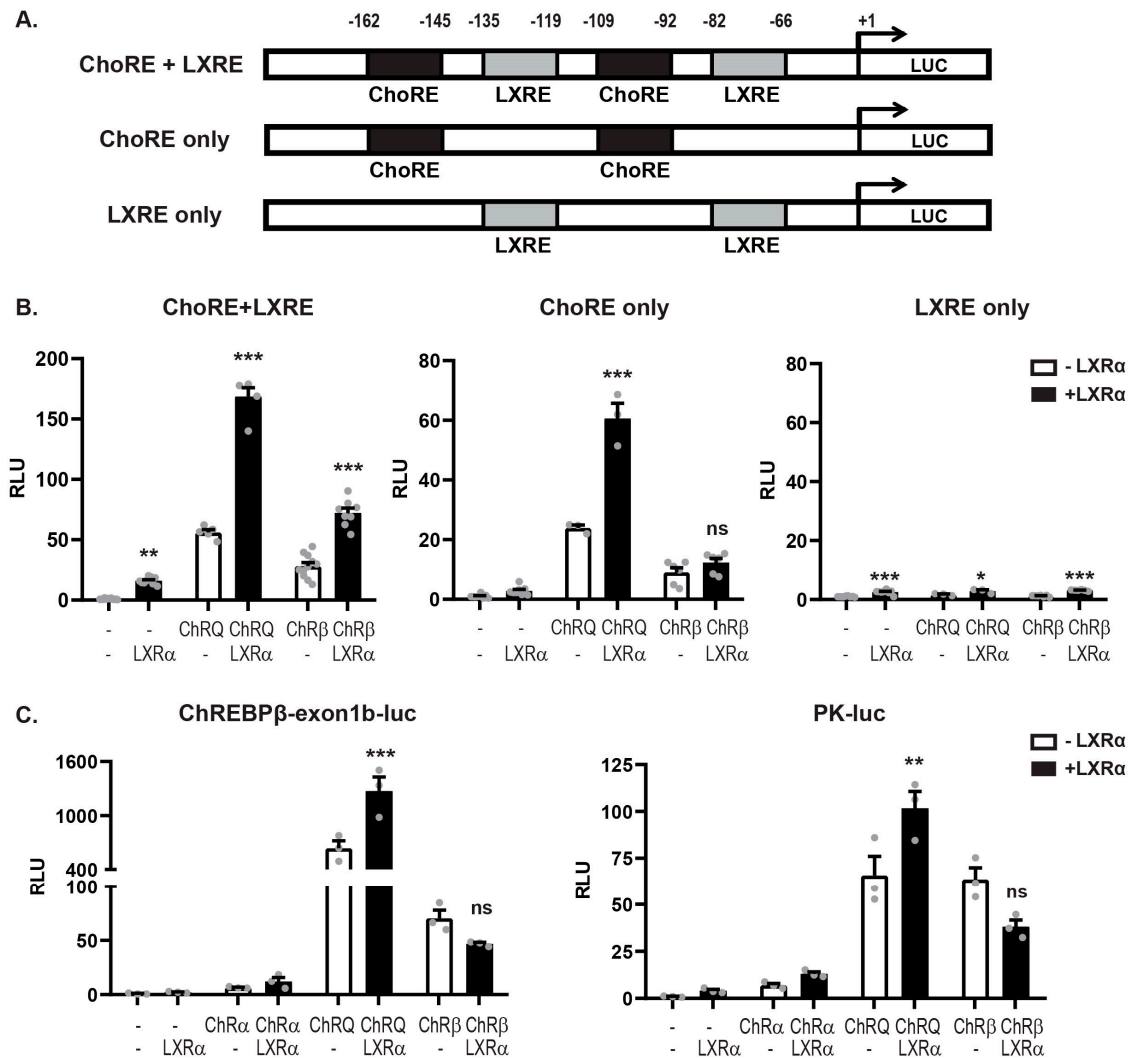 A.
-162 -145 -135 -119 -109 -92 -82 -66 +1
ChoRE + LXRE
LUC
ChoRE LXRE ChoRE LXRE
ChoRE only
LUC
ChoRE ChoRE
LXRE only
LUC
LXRE LXRE
B.
ChoRE+LXRE
RLU
200
150
100
50
0
**
***
***
- - ChRQ ChRQ ChRβ ChRβ
- LXRα - LXRα - LXRα
ChoRE only
RLU
80
60
40
20
0
***
ns
- - ChRQ ChRQ ChRβ ChRβ
- LXRα - LXRα - LXRα
LXRE only
RLU
80
60
40
20
0
***
*
***
- - ChRQ ChRQ ChRβ ChRβ
- LXRα - LXRα - LXRα
- LXRα
+LXRα
C.
ChREBPβ-exon1b-luc
RLU
1600
1000
400
100
50
0
***
ns
- - ChRα ChRα ChRQ ChRQ ChRβ ChRβ
- LXRα - LXRα - LXRα - LXRα
PK-luc
RLU
125
100
75
50
25
0
**
ns
- - ChRα ChRα ChRQ ChRQ ChRβ ChRβ
- LXRα - LXRα - LXRα - LXRα
- LXRα
+LXRα